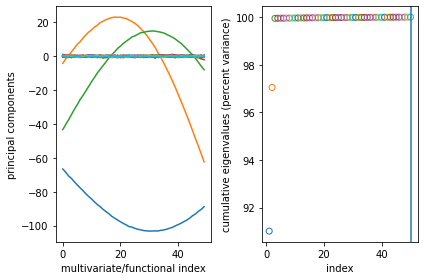 principal components
20
0
−20
−40
−60
−80
−100
0 20 40
multivariate/functional index
cumulative eigenvalues (percent variance)
100
98
96
94
92
0 20 40
index